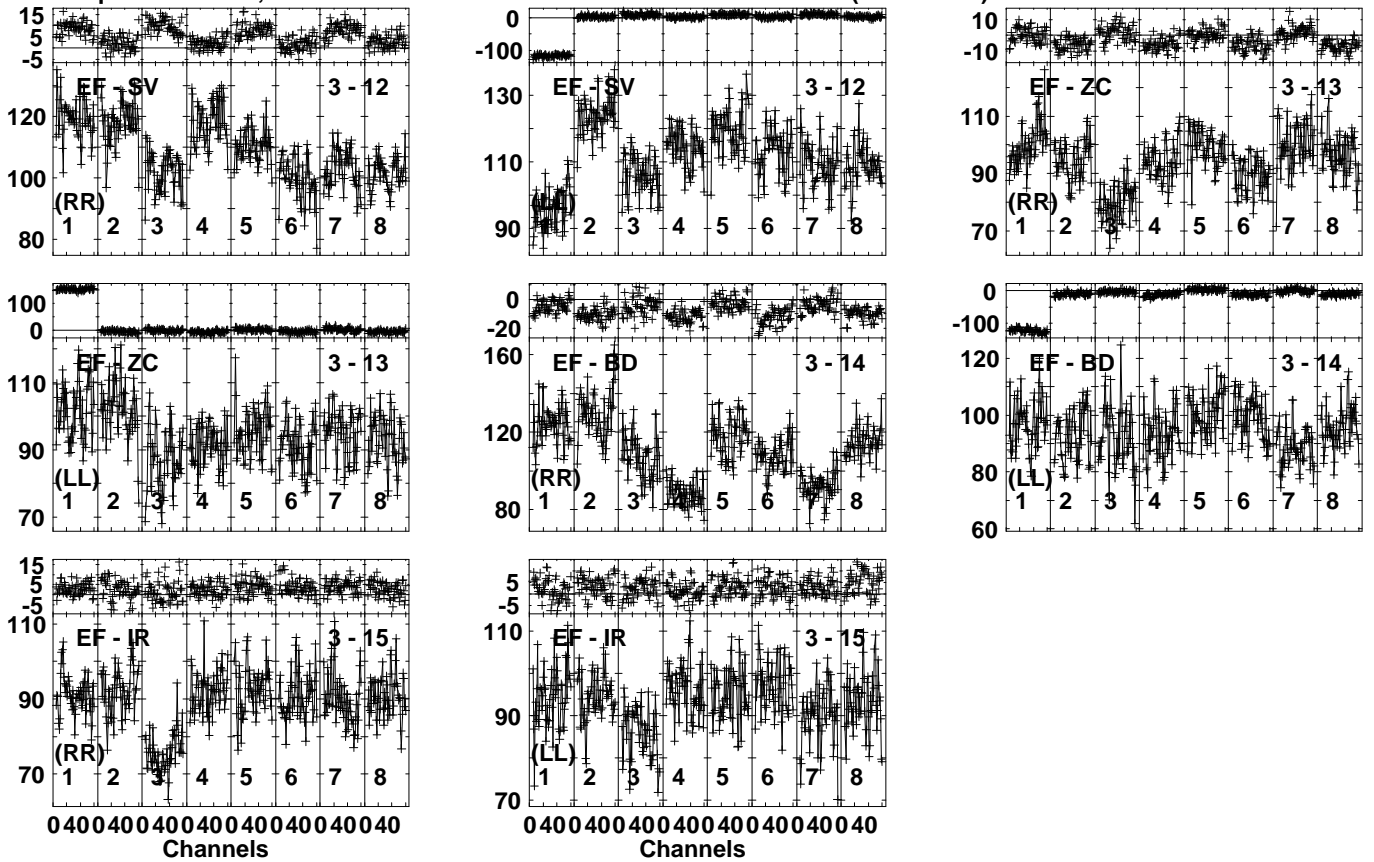 15 5 -5
EF - SV 3 - 12
120
100
80
(RR)
1 2 3 4 5 6 7 8
0 -100
EF - SV 3 - 12
130
110
90
(LL)
1 2 3 4 5 6 7 8
10 -10
EF - ZC 3 - 13
110
90
70
(RR)
1 2 3 4 5 6 7 8
100 0
EF - ZC 3 - 13
110
90
70
(LL)
1 2 3 4 5 6 7 8
0 -20
EF - BD 3 - 14
160
120
80
(RR)
1 2 3 4 5 6 7 8
0 -100
EF - BD 3 - 14
120
100
80
60
(LL)
1 2 3 4 5 6 7 8
15 5 -5
EF - IR 3 - 15
110
90
70
(RR)
1 2 3 4 5 6 7 8
0 40 0 40 0 40 0 40 0 40 0 40 0 40 0 40
Channels
5 -5
EF - IR 3 - 15
110
90
70
(LL)
1 2 3 4 5 6 7 8
0 40 0 40 0 40 0 40 0 40 0 40 0 40 0 40
Channels